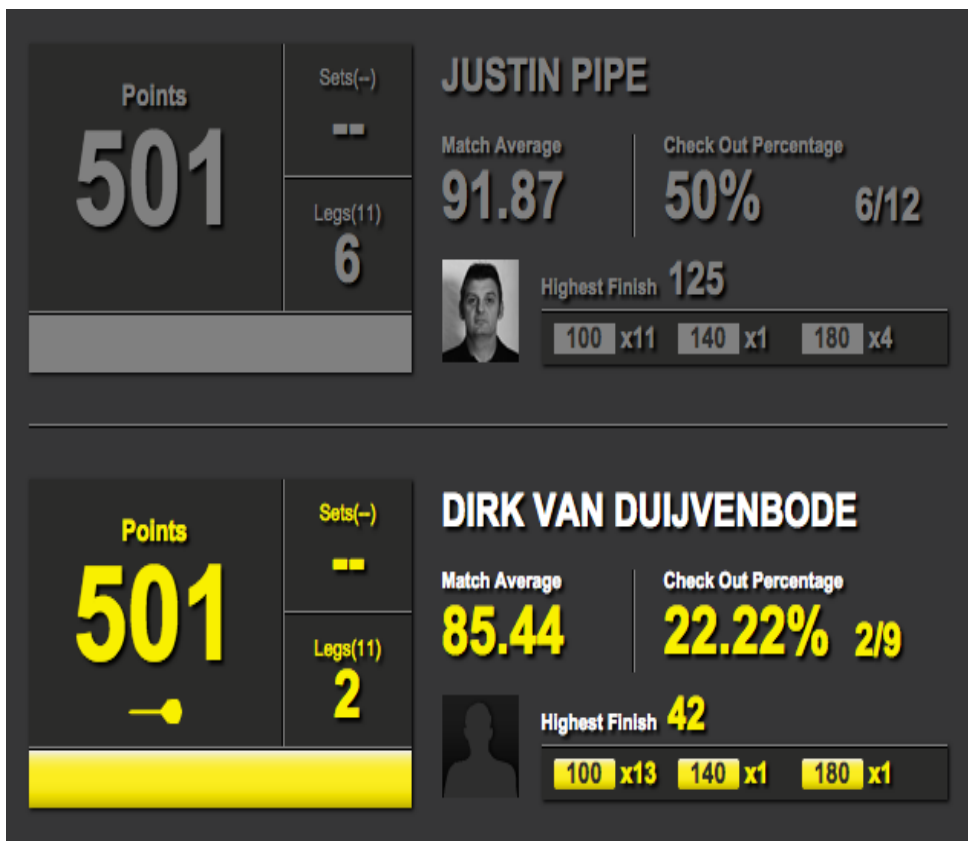 JUSTIN PIPE
Points
501
Sets(--)
--
Legs(11)
6
Match Average
91.87
Check Out Percentage
50% 6/12
Highest Finish 125
100 x11 140 x1 180 x4
DIRK VAN DUIJVENBODE
Points
501
Sets(--)
--
Legs(11)
2
Match Average
85.44
Check Out Percentage
22.22% 2/9
Highest Finish 42
100 x13 140 x1 180 x1